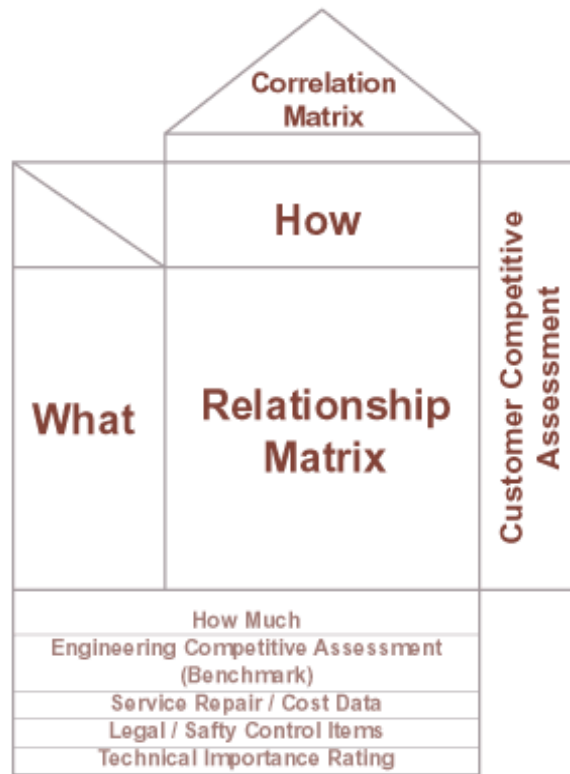 Correlation
Matrix
How
What
Relationship
Matrix
Customer Competitive
Assessment
How Much
Engineering Competitive Assessment
(Benchmark)
Service Repair / Cost Data
Legal / Safty Control Items
Technical Importance Rating